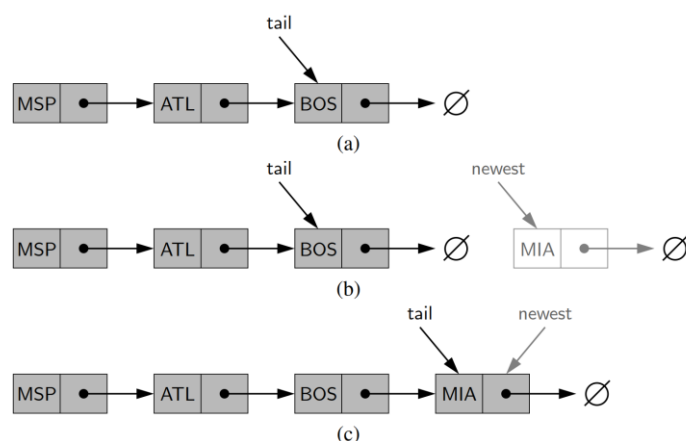 tail
MSP ATL BOS ∅
(a)
tail newest
MSP ATL BOS ∅ MIA ∅
(b)
tail newest
MSP ATL BOS MIA ∅
(c)